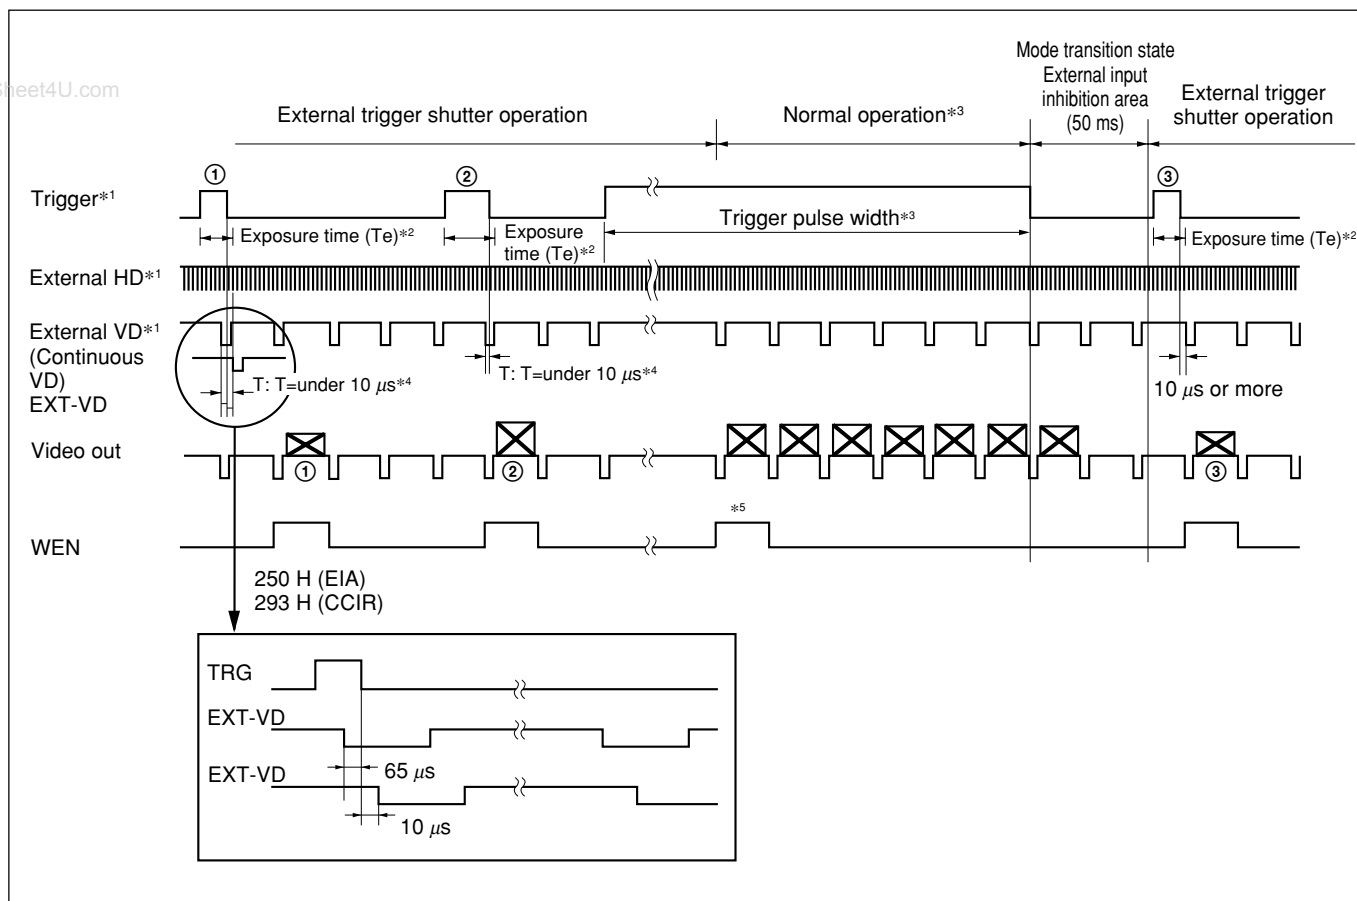 Sheet4U.com
Mode transition state
External input
inhibition area
(50 ms)
External trigger shutter operation
Normal operation*3
External trigger
shutter operation
① ② ③
Trigger*1
Exposure time (Te)*2
Exposure
time (Te)*2
Trigger pulse width*3
Exposure time (Te)*2
External HD*1
External VD*1
(Continuous
VD)
EXT-VD
T: T=under 10 μs*4
T: T=under 10 μs*4
10 μs or more
Video out
① ② ③
*5
WEN
250 H (EIA)
293 H (CCIR)
TRG
EXT-VD
65 μs
EXT-VD
10 μs